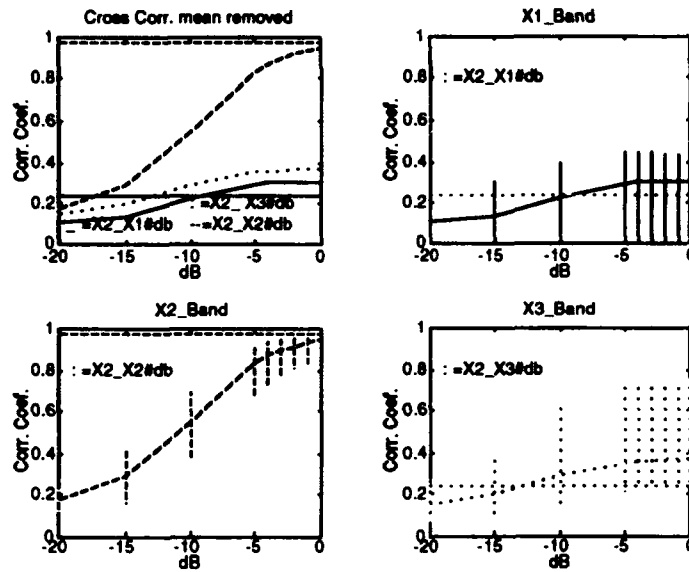 Cross Corr. mean removed
1
0.8
0.6
0.4
0.2
0
Corr. Coef.
: =X2_X3#db
_ =X2_X1#db
--=X2_X2#db
-20
-15
-10
-5
0
dB
X1_Band
1
0.8
0.6
0.4
0.2
0
Corr. Coef.
: =X2_X1#db
-20
-15
-10
-5
0
dB
X2_Band
1
0.8
0.6
0.4
0.2
0
Corr. Coef.
: =X2_X2#db
-20
-15
-10
-5
0
dB
X3_Band
1
0.8
0.6
0.4
0.2
0
Corr. Coef.
: =X2_X3#db
-20
-15
-10
-5
0
dB